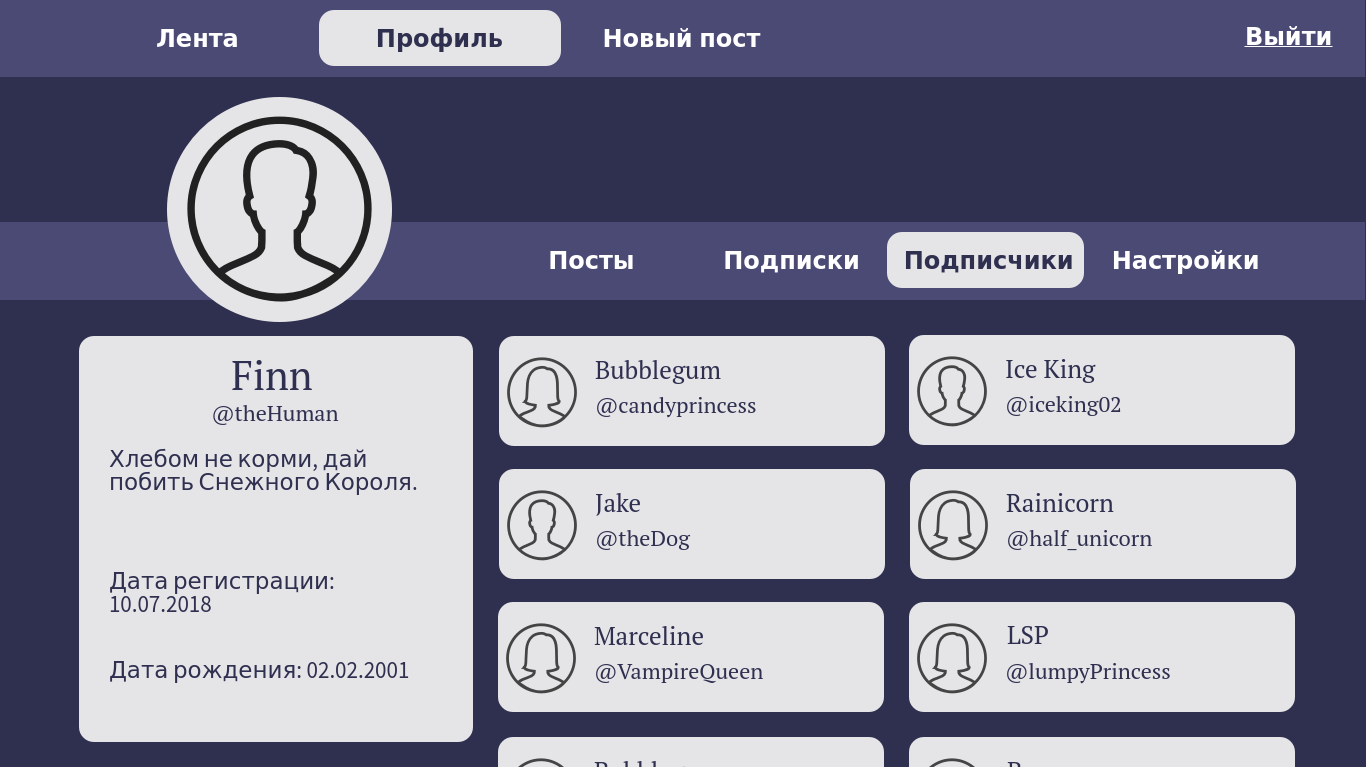 Лента
Профиль
Новый пост
Выйти
Посты
Подписки
Подписчики
Настройки
Finn
@theHuman
Хлебом не корми, дай
побить Снежного Короля.
Дата регистрации:
10.07.2018
Дата рождения: 02.02.2001
Bubblegum
@candyprincess
Ice King
@iceking02
Jake
@theDog
Rainicorn
@half_unicorn
Marceline
@VampireQueen
LSP
@lumpyPrincess